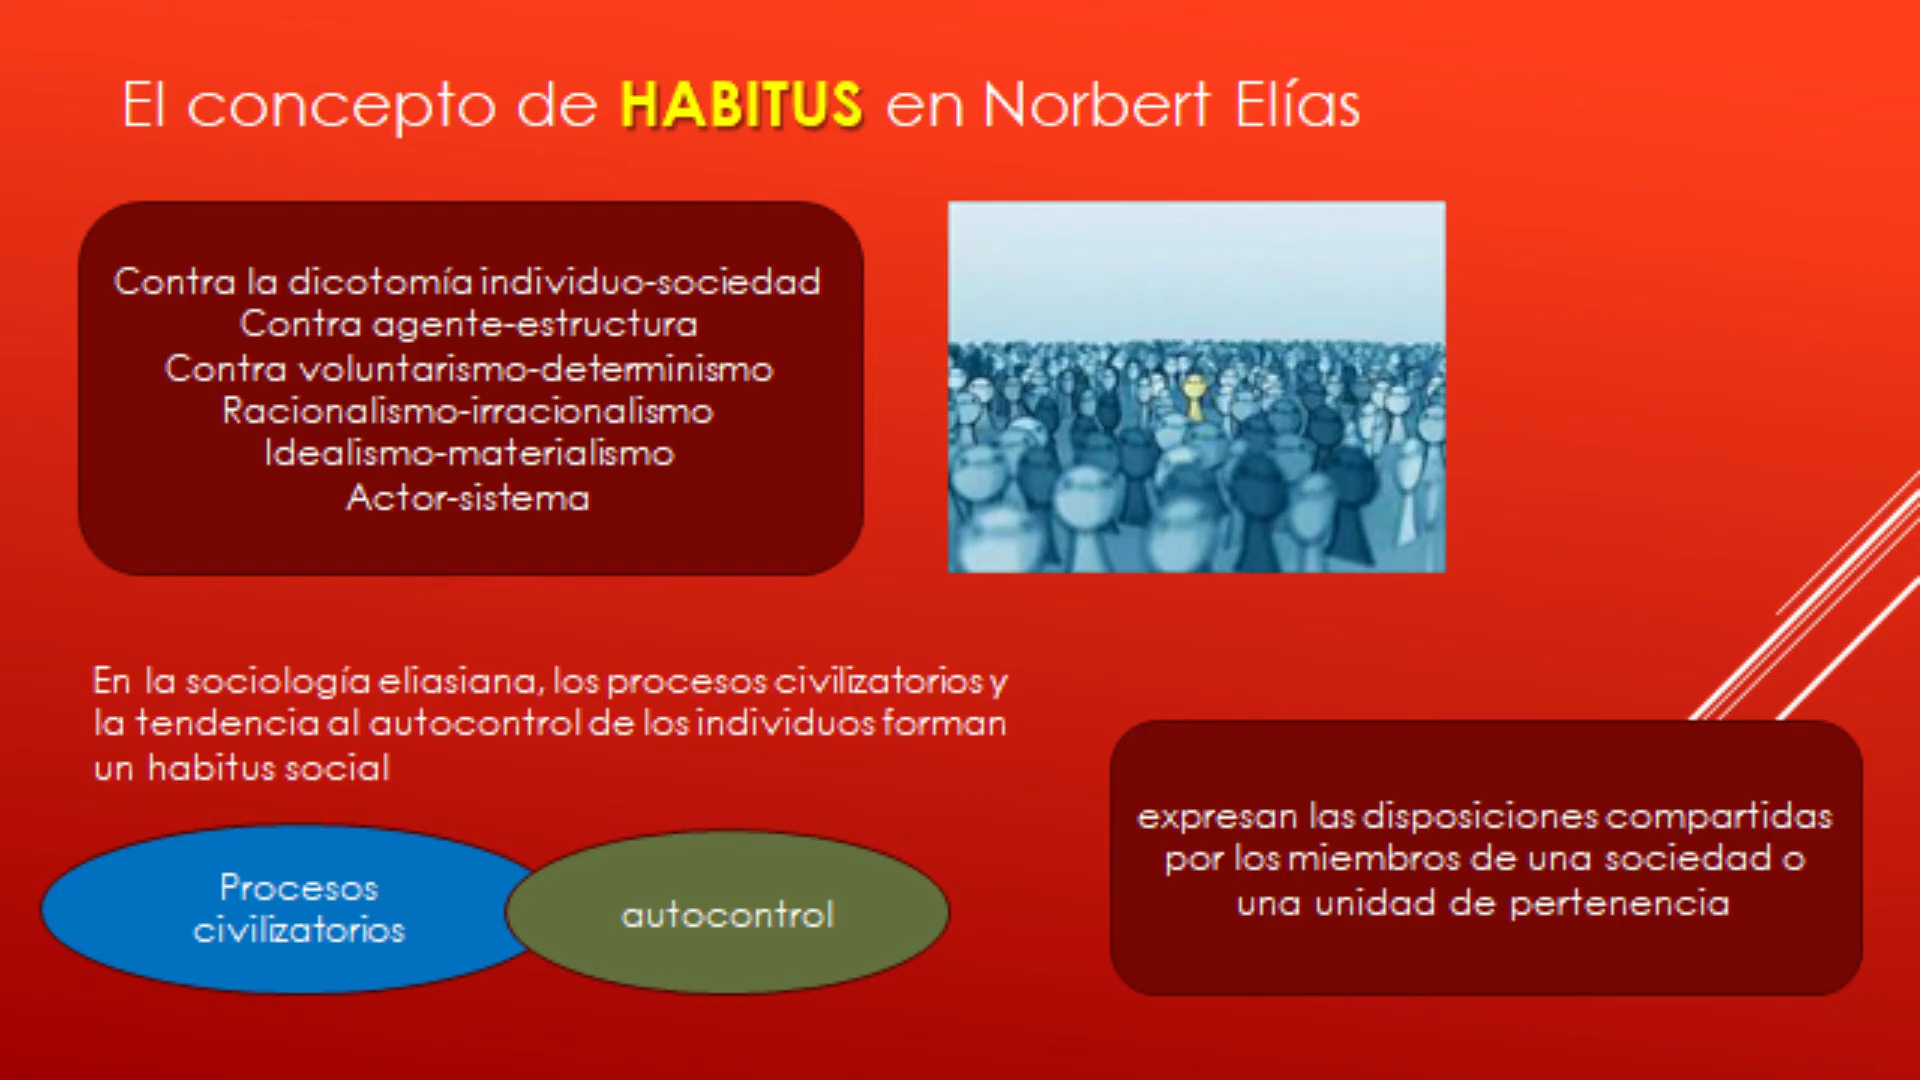 El concepto de HABITUS en Norbert Elías
Contra la dicotomía individuo-sociedad
Contra agente-estructura
Contra voluntarismo-determinismo
Racionalismo-irracionalismo
Idealismo-materialismo
Actor-sistema
En la sociología eliasiana, los procesos civilizatorios y
la tendencia al autocontrol de los individuos forman
un habitus social
Procesos
civilizatorios
autocontrol
expresan las disposiciones compartidas
por los miembros de una sociedad o
una unidad de pertenencia